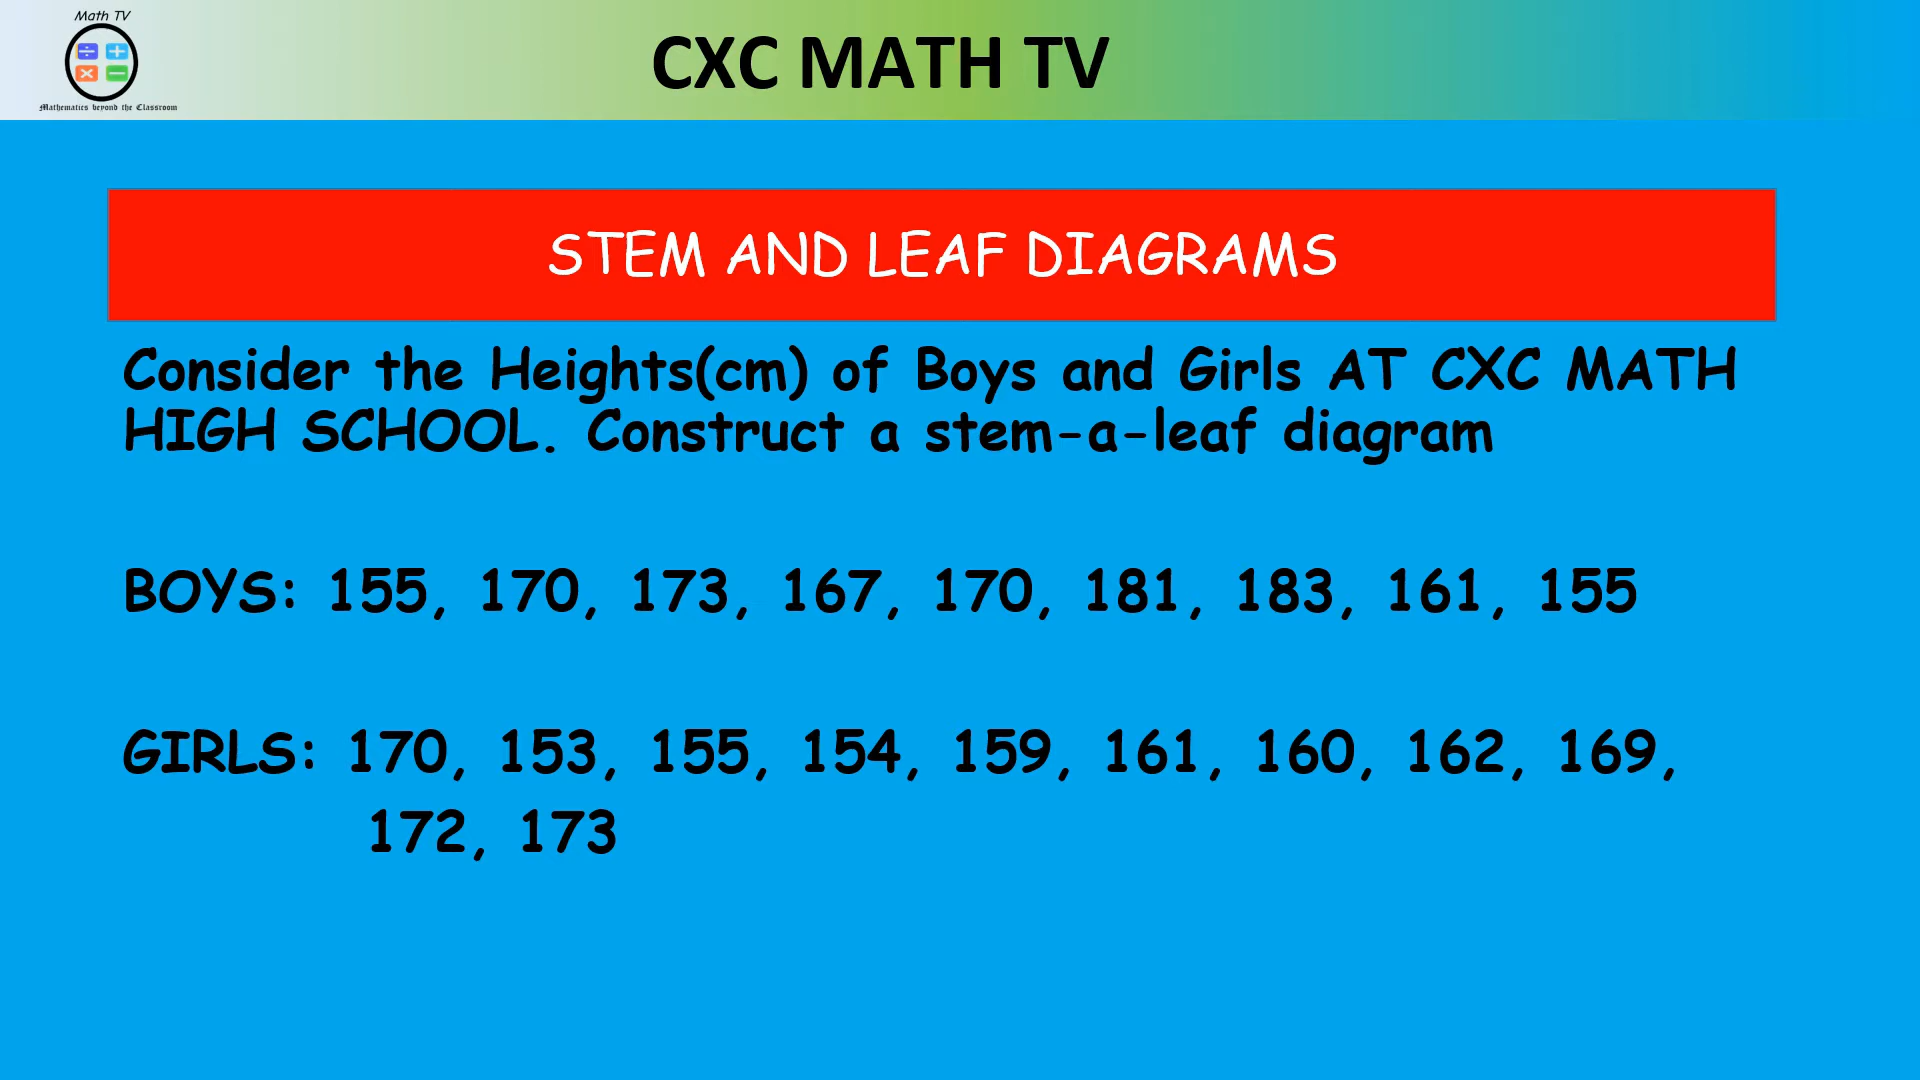 Math TV
CXC MATH TV
Mathematics beyond the Classroom
STEM AND LEAF DIAGRAMS
Consider the Heights(cm) of Boys and Girls AT CXC MATH
HIGH SCHOOL. Construct a stem-a-leaf diagram
BOYS: 155, 170, 173, 167, 170, 181, 183, 161, 155
GIRLS: 170, 153, 155, 154, 159, 161, 160, 162, 169,
172, 173